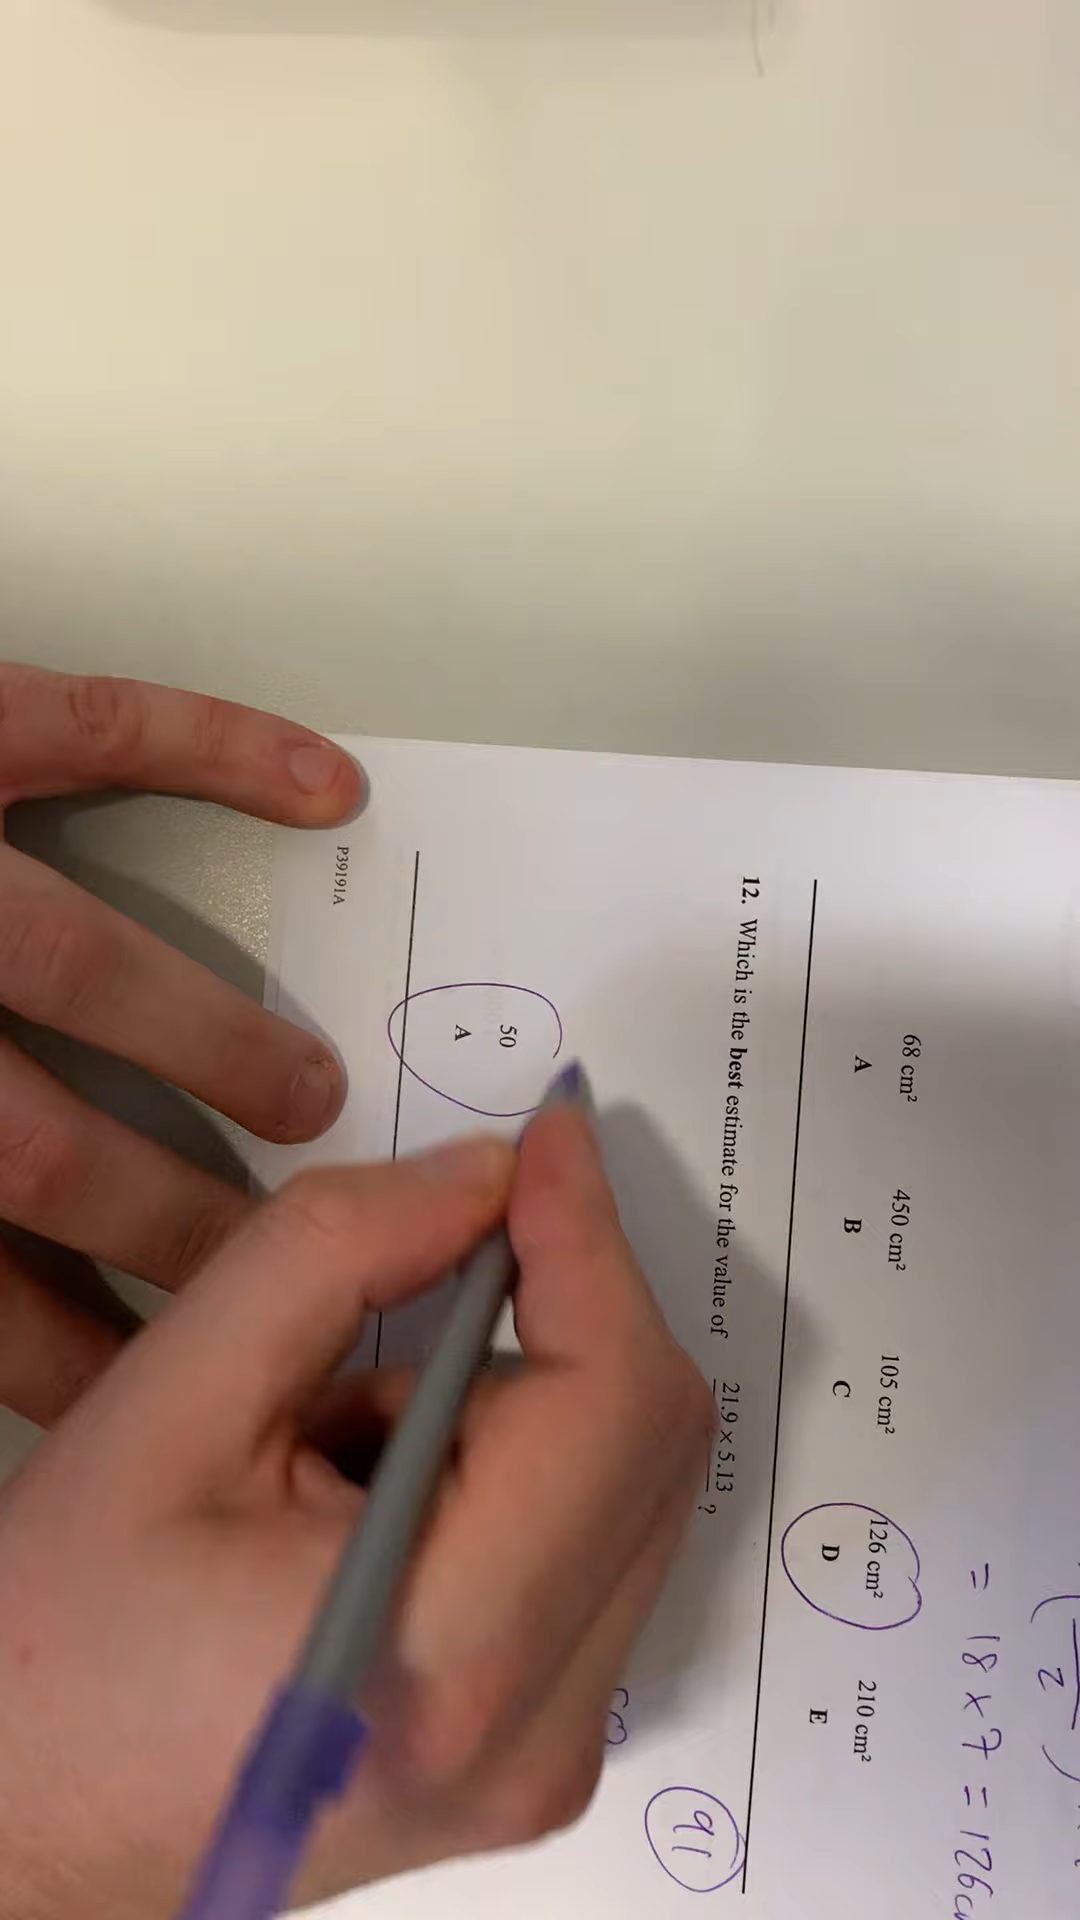 2
= 18 × 7 = 126c
68 cm² 450 cm² 105 cm² 126 cm² 210 cm²
A B C D E
91
12. Which is the best estimate for the value of 21.9 × 5.13 ?
50
A
P39191A